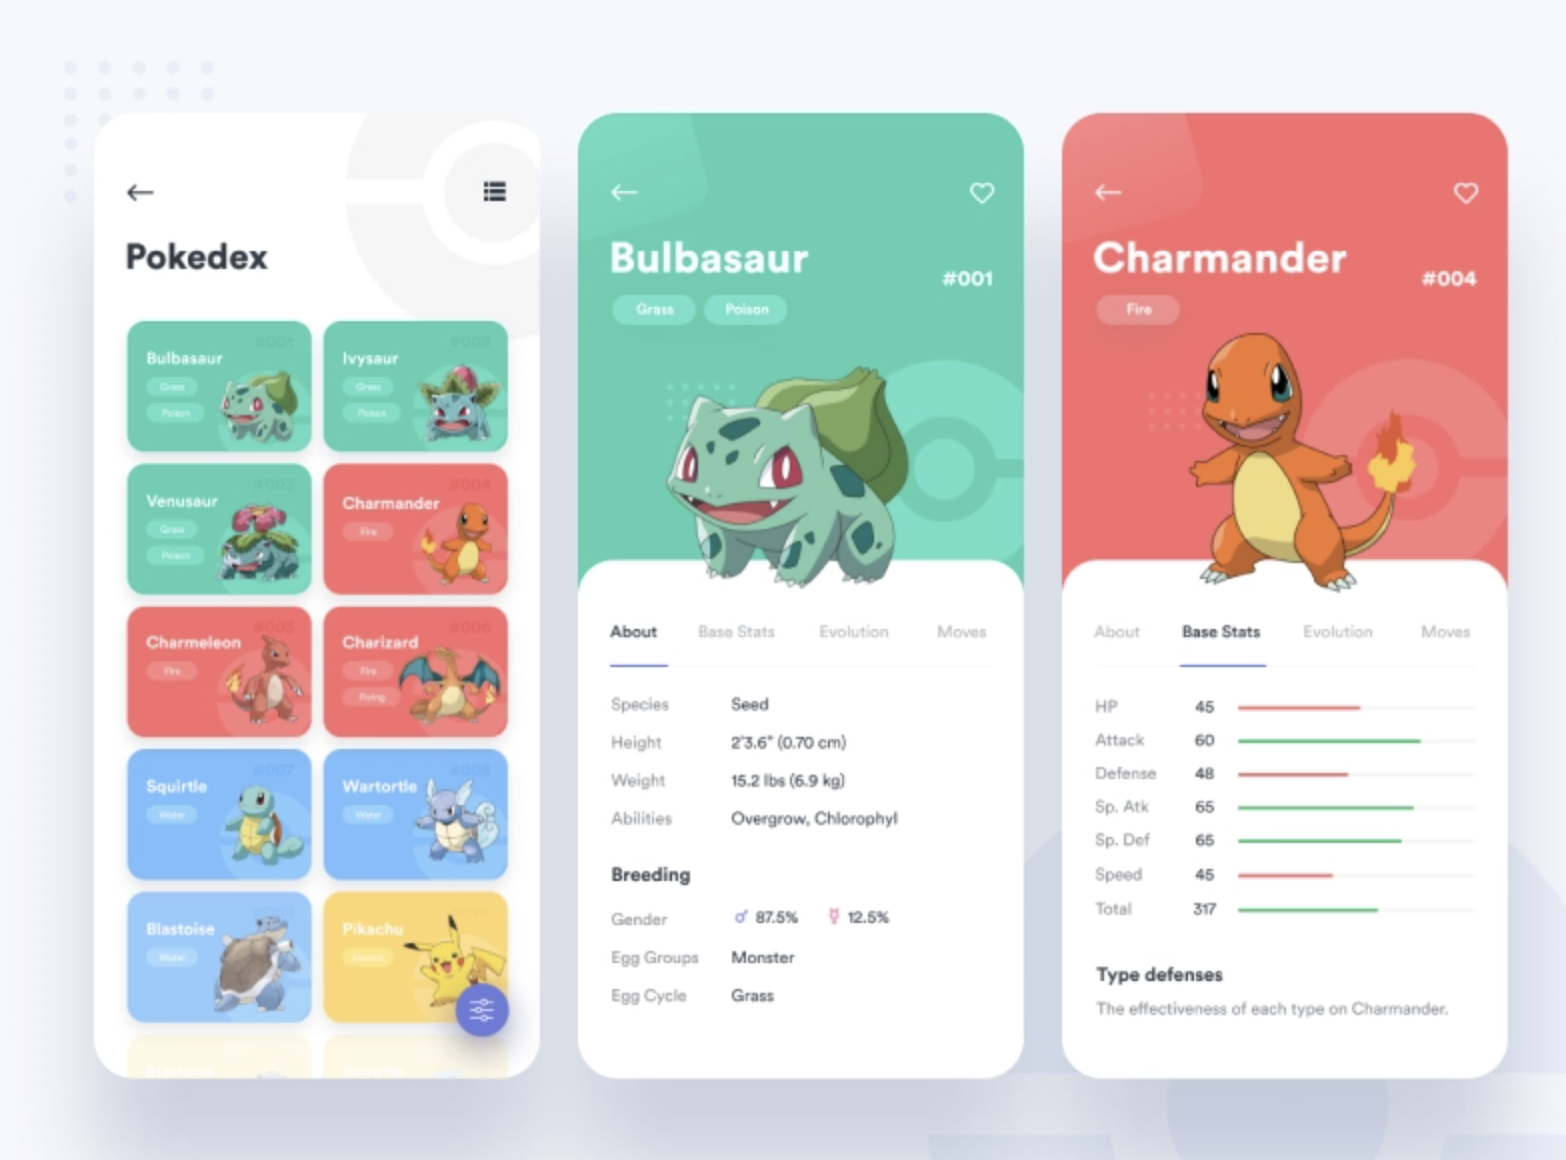 Pokedex
#001 #002
Bulbasaur Ivysaur
Grass Grass
Poison Poison
#003 #004
Venusaur Charmander
Grass Fire
Poison
#005 #006
Charmeleon Charizard
Fire Fire
Flying
#007 #008
Squirtle Wartortle
Water Water
Blastoise Pikachu
Water Electric
Bulbasaur
#001
Grass Poison
About Base Stats Evolution Moves
Species Seed
Height 2'3.6" (0.70 cm)
Weight 15.2 lbs (6.9 kg)
Abilities Overgrow, Chlorophyl
Breeding
Gender ♂ 87.5% ☿ 12.5%
Egg Groups Monster
Egg Cycle Grass
Charmander
#004
Fire
About Base Stats Evolution Moves
HP 45
Attack 60
Defense 48
Sp. Atk 65
Sp. Def 65
Speed 45
Total 317
Type defenses
The effectiveness of each type on Charmander.